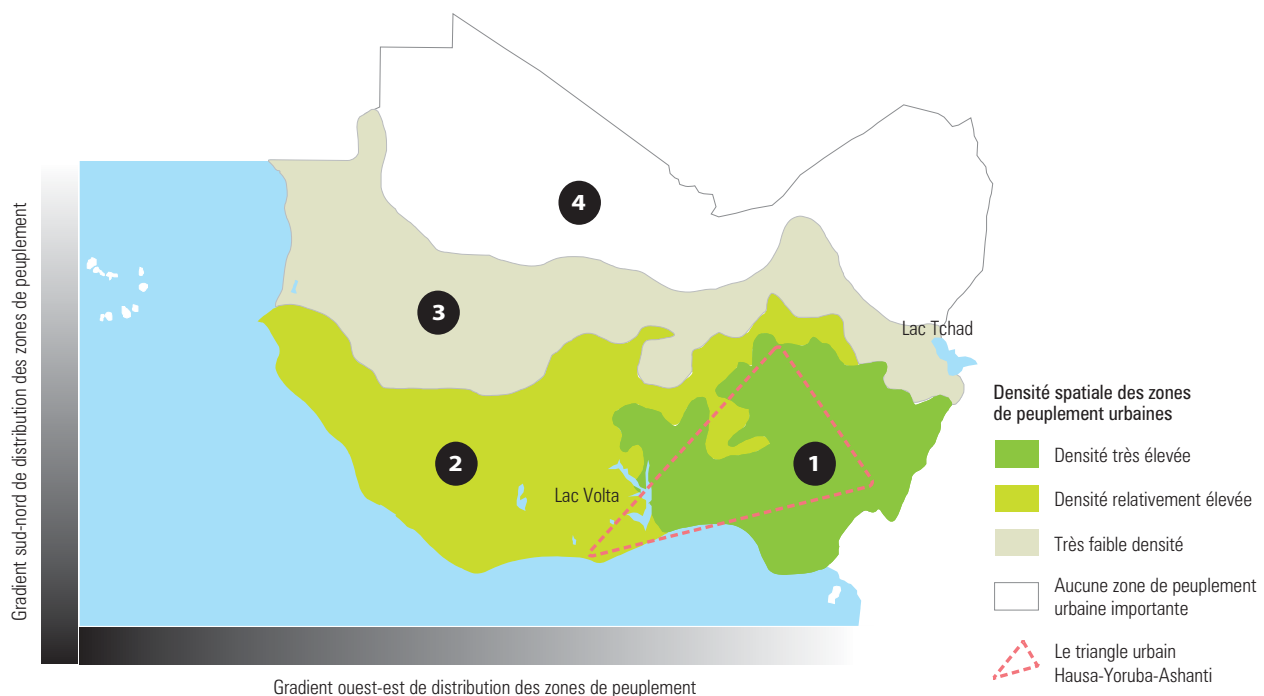 Gradient sud-nord de distribution des zones de peuplement
4
3
Lac Tchad
Densité spatiale des zones
de peuplement urbaines
Densité très élevée
2
1
Lac Volta
Densité relativement élevée
Très faible densité
Aucune zone de peuplement
urbaine importante
Le triangle urbain
Hausa-Yoruba-Ashanti
Gradient ouest-est de distribution des zones de peuplement